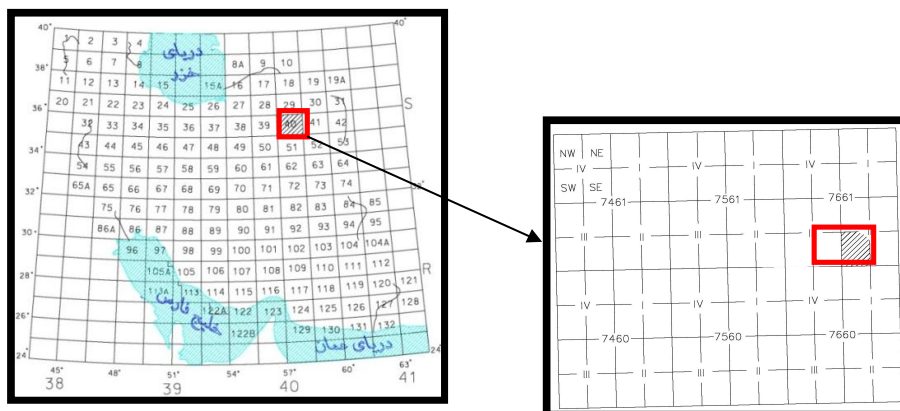 40° 40°
1 2 3 4 دریای خزر
5 6 7 8 8A 9 10
38° 38°
11 12 13 14 15 15A 16 17 18 19 19A
36° 20 21 22 23 24 25 26 27 28 29 30 31 S
32 33 34 35 36 37 38 39 40 41 42
34° 43 44 45 46 47 48 49 50 51 52 53
54 55 56 57 58 59 60 61 62 63 64
32° 65A 65 66 67 68 69 70 71 72 73 74
75 76 77 78 79 80 81 82 83 84 85
30° 86A 86 87 88 89 90 91 92 93 94 95
96 97 98 99 100 101 102 103 104 104A
28° 105A 105 106 107 108 109 110 111 112 R
113A 113 114 115 116 117 118 119 120 121
خلیج فارس
26° 122A 122 123 124 125 126 127 128
122B 129 130 131 132
دریای عمان
24° 24°
45° 48° 51° 54° 57° 60° 63°
38 39 40 41
NW NE IV I IV I IV I
SW SE
7461 7561 7661
III II III II II
IV I IV I IV I
7460 7560 7660
III II III II III II